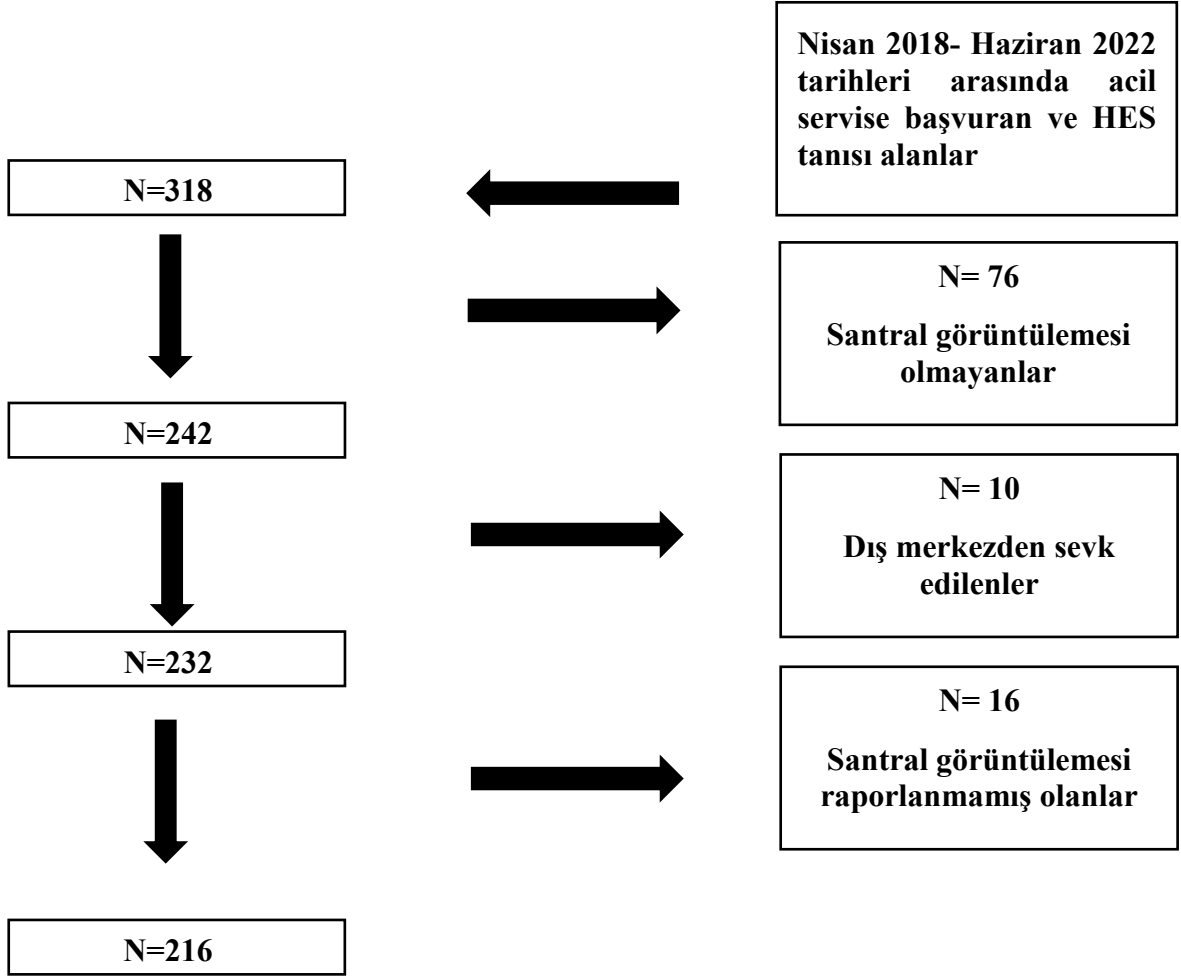 Nisan 2018- Haziran 2022
tarihleri arasında acil
servise başvuran ve HES
tanısı alanlar
N=318
N= 76
Santral görüntülemesi
olmayanlar
N=242
N= 10
Dış merkezden sevk
edilenler
N=232
N= 16
Santral görüntülemesi
raporlanmamış olanlar
N=216